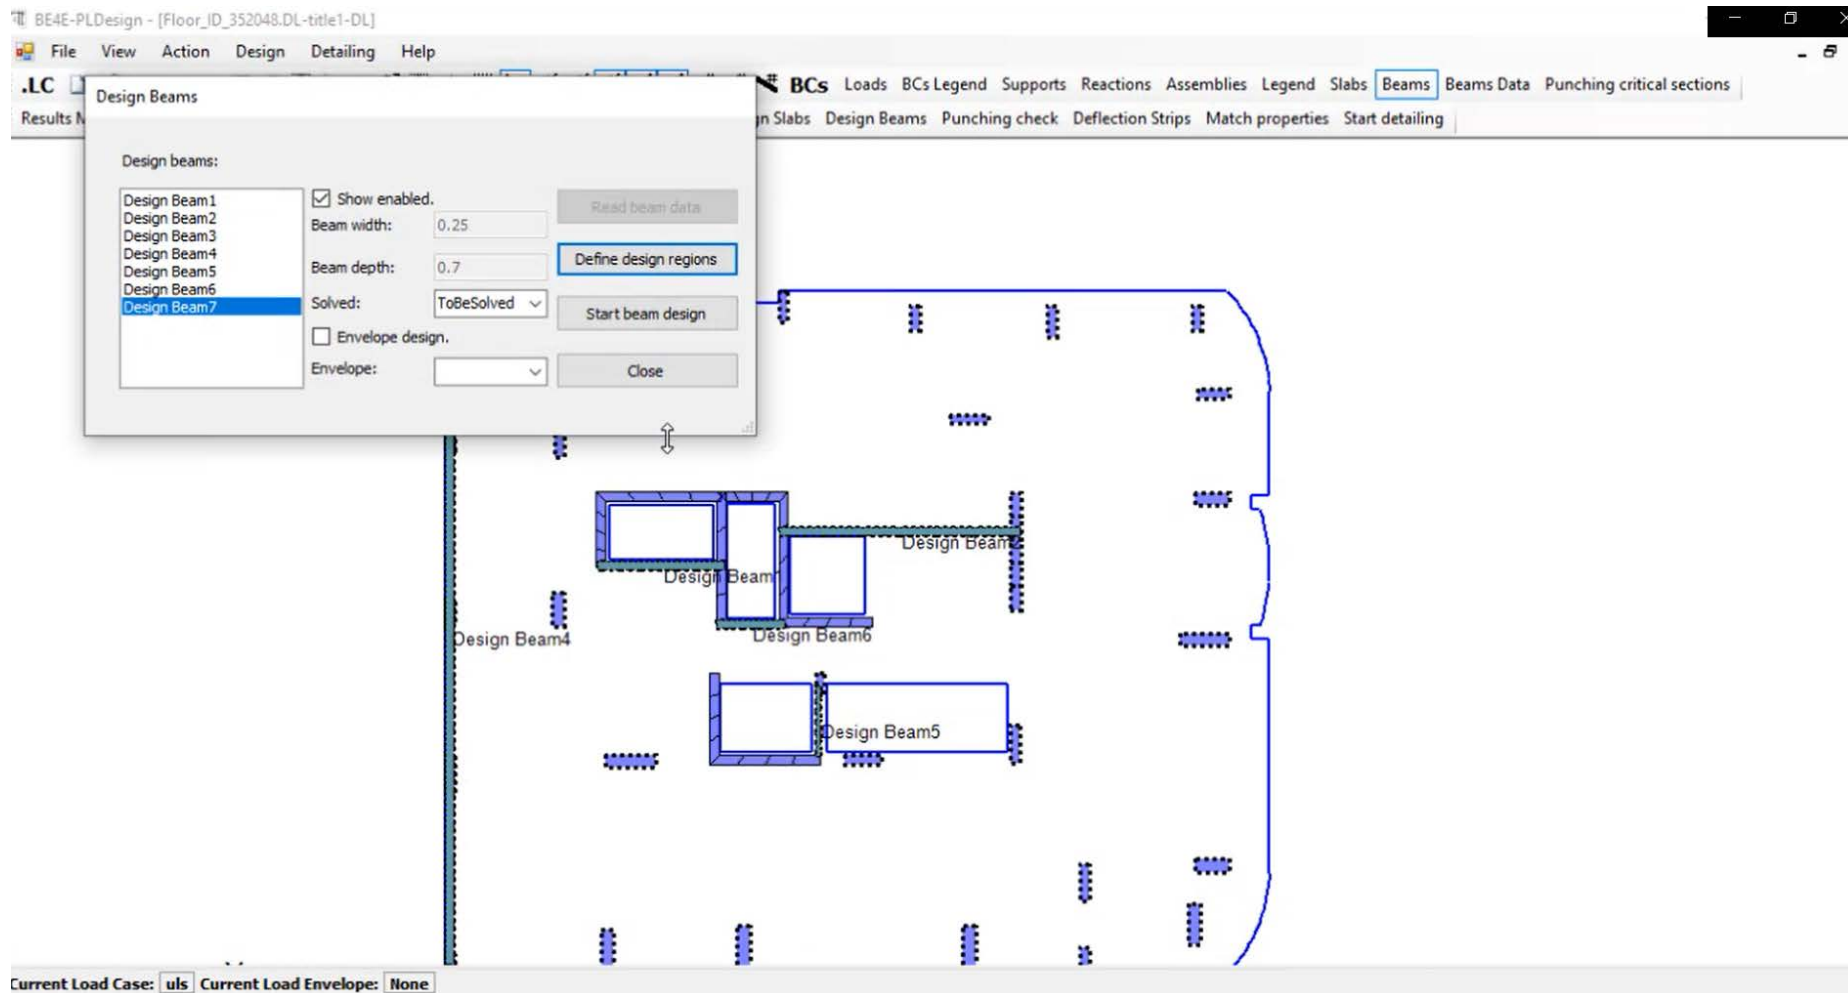 BE4E-PLDesign - [Floor_ID_352048.DL-title1-DL]
File View Action Design Detailing Help
.LC BCs Loads BCs Legend Supports Reactions Assemblies Legend Slabs Beams Beams Data Punching critical sections
Results Slabs Design Beams Punching check Deflection Strips Match properties Start detailing
Design Beams
Design beams:
Design Beam1
Design Beam2
Design Beam3
Design Beam4
Design Beam5
Design Beam6
Design Beam7
Show enabled.
Beam width: 0.25
Beam depth: 0.7
Solved: ToBeSolved
Envelope design.
Envelope:
Read beam data
Define design regions
Start beam design
Close
Design Beam
Design Beam
Design Beam4
Design Beam6
Design Beam5
Current Load Case: uls Current Load Envelope: None